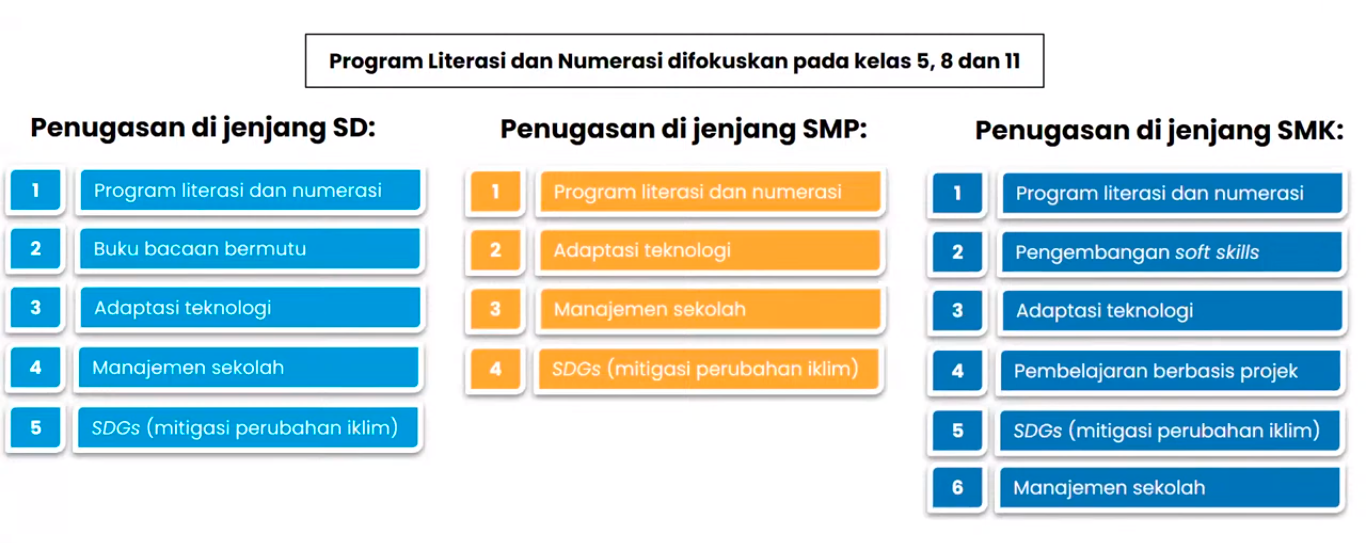 Program Literasi dan Numerasi difokuskan pada kelas 5, 8 dan 11
Penugasan di jenjang SD:
1 Program literasi dan numerasi
2 Buku bacaan bermutu
3 Adaptasi teknologi
4 Manajemen sekolah
5 SDGs (mitigasi perubahan iklim)
Penugasan di jenjang SMP:
1 Program literasi dan numerasi
2 Adaptasi teknologi
3 Manajemen sekolah
4 SDGs (mitigasi perubahan iklim)
Penugasan di jenjang SMK:
1 Program literasi dan numerasi
2 Pengembangan soft skills
3 Adaptasi teknologi
4 Pembelajaran berbasis projek
5 SDGs (mitigasi perubahan iklim)
6 Manajemen sekolah